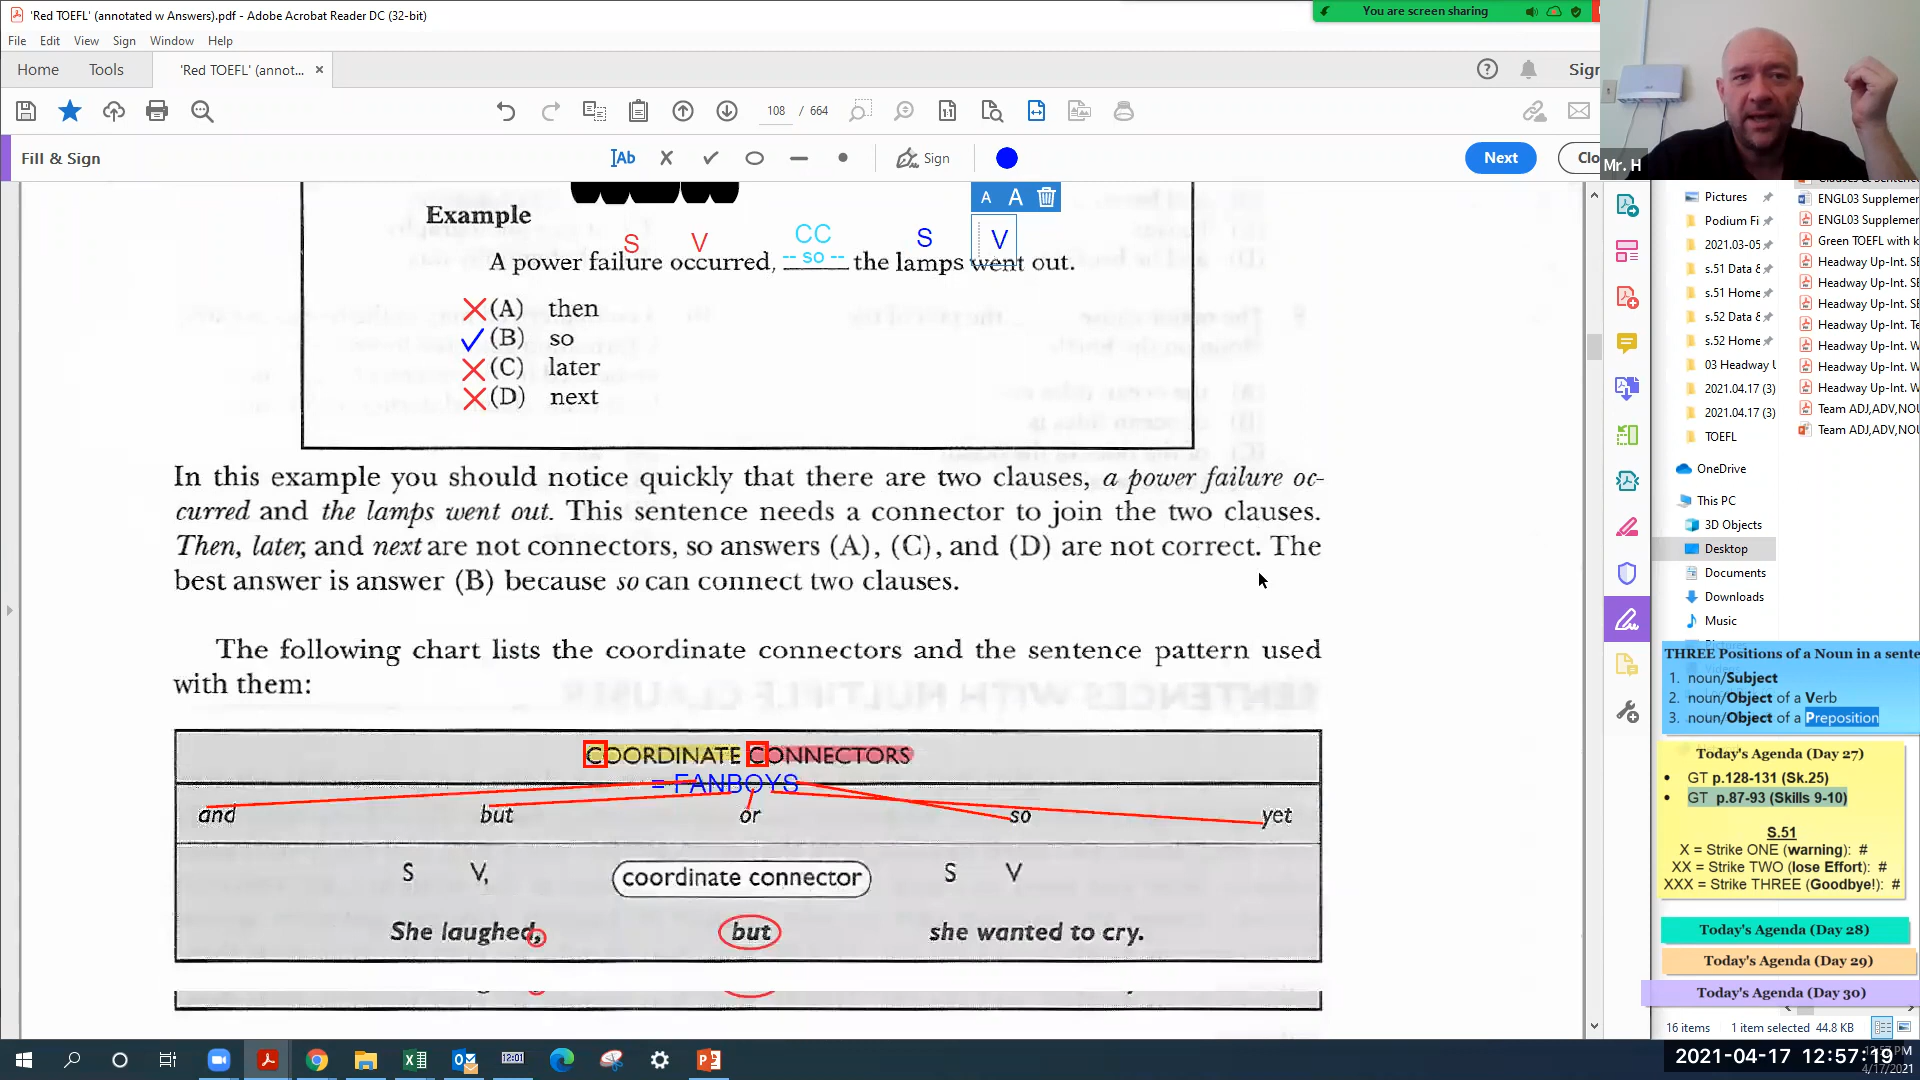 'Red TOEFL' (annotated w Answers).pdf - Adobe Acrobat Reader DC (32-bit)
You are screen sharing
File Edit View Sign Window Help
Home Tools 'Red TOEFL' (annot... × Sign
108 / 664
Fill & Sign Ab Sign Next Clo
Mr. H
A A
Example
S V CC S V
-- so --
A power failure occurred, ______ the lamps went out.
(A) then
(B) so
(C) later
(D) next
In this example you should notice quickly that there are two clauses, a power failure oc-
curred and the lamps went out. This sentence needs a connector to join the two clauses.
Then, later, and next are not connectors, so answers (A), (C), and (D) are not correct. The
best answer is answer (B) because so can connect two clauses.
The following chart lists the coordinate connectors and the sentence pattern used
with them:
COORDINATE CONNECTORS
= FANBOYS
and but or so yet
S V, coordinate connector S V
She laughed, but she wanted to cry.
Pictures
Podium Fi
2021.03-05
s.51 Data &
s.51 Home
s.52 Data &
s.52 Home
03 Headway U
2021.04.17 (3)
2021.04.17 (3)
TOEFL
OneDrive
This PC
3D Objects
Desktop
Documents
Downloads
Music
ENGL03 Supplemer
ENGL03 Supplemer
Green TOEFL with k
Headway Up-Int. SE
Headway Up-Int. SE
Headway Up-Int. SE
Headway Up-Int. Te
Headway Up-Int. W
Headway Up-Int. W
Headway Up-Int. W
Team ADJ,ADV,NOU
Team ADJ,ADV,NOU
THREE Positions of a Noun in a sente
1. noun/Subject
2. noun/Object of a Verb
3. noun/Object of a Preposition
Today's Agenda (Day 27)
• GT p.128-131 (Sk.25)
• GT p.87-93 (Skills 9-10)
S.51
X = Strike ONE (warning): #
XX = Strike TWO (lose Effort): #
XXX = Strike THREE (Goodbye!): #
Today's Agenda (Day 28)
Today's Agenda (Day 29)
Today's Agenda (Day 30)
16 items 1 item selected 44.8 KB
12:01
2021-04-17 12:57:19
4/17/2021